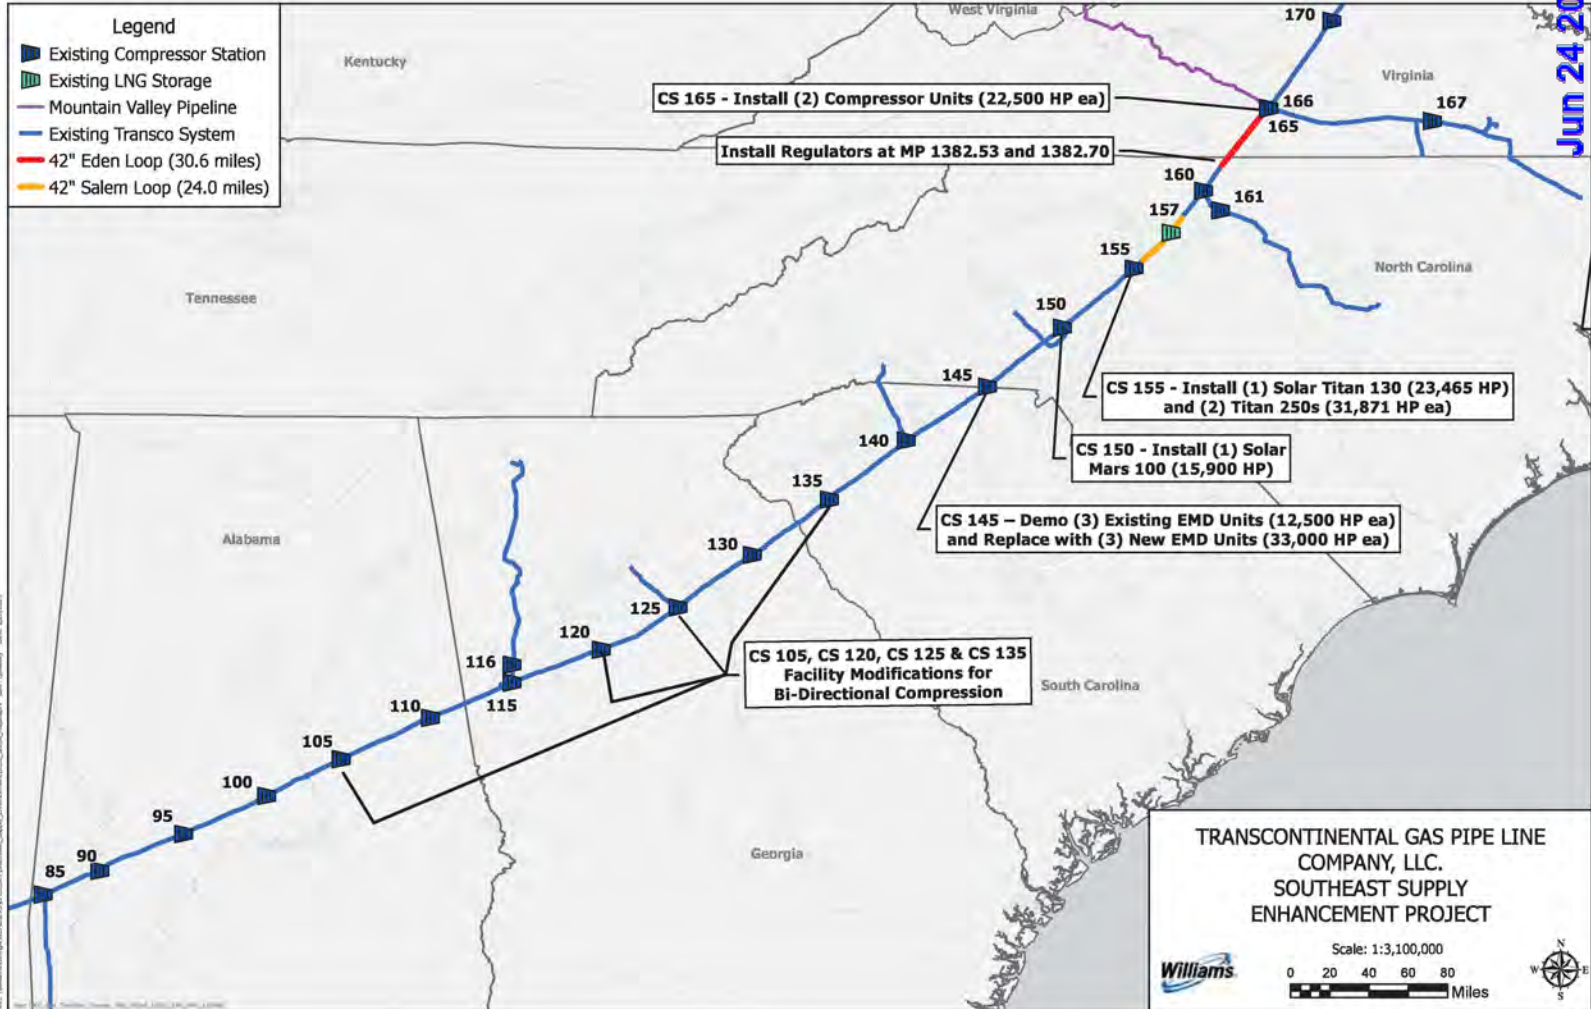 Legend
Existing Compressor Station
Existing LNG Storage
Mountain Valley Pipeline
Existing Transco System
42" Eden Loop (30.6 miles)
42" Salem Loop (24.0 miles)
Kentucky
West Virginia
170
Jun 24 20
Virginia
CS 165 - Install (2) Compressor Units (22,500 HP ea)
166
165
167
Install Regulators at MP 1382.53 and 1382.70
160
161
157
155
North Carolina
Tennessee
150
145
CS 155 - Install (1) Solar Titan 130 (23,465 HP)
and (2) Titan 250s (31,871 HP ea)
140
CS 150 - Install (1) Solar
Mars 100 (15,900 HP)
135
CS 145 – Demo (3) Existing EMD Units (12,500 HP ea)
and Replace with (3) New EMD Units (33,000 HP ea)
Alabama
130
125
120
116
115
CS 105, CS 120, CS 125 & CS 135
Facility Modifications for
Bi-Directional Compression
South Carolina
110
105
100
95
90
85
Georgia
TRANSCONTINENTAL GAS PIPE LINE
COMPANY, LLC.
SOUTHEAST SUPPLY
ENHANCEMENT PROJECT
Williams
Scale: 1:3,100,000
0 20 40 60 80
Miles
N
W E
S